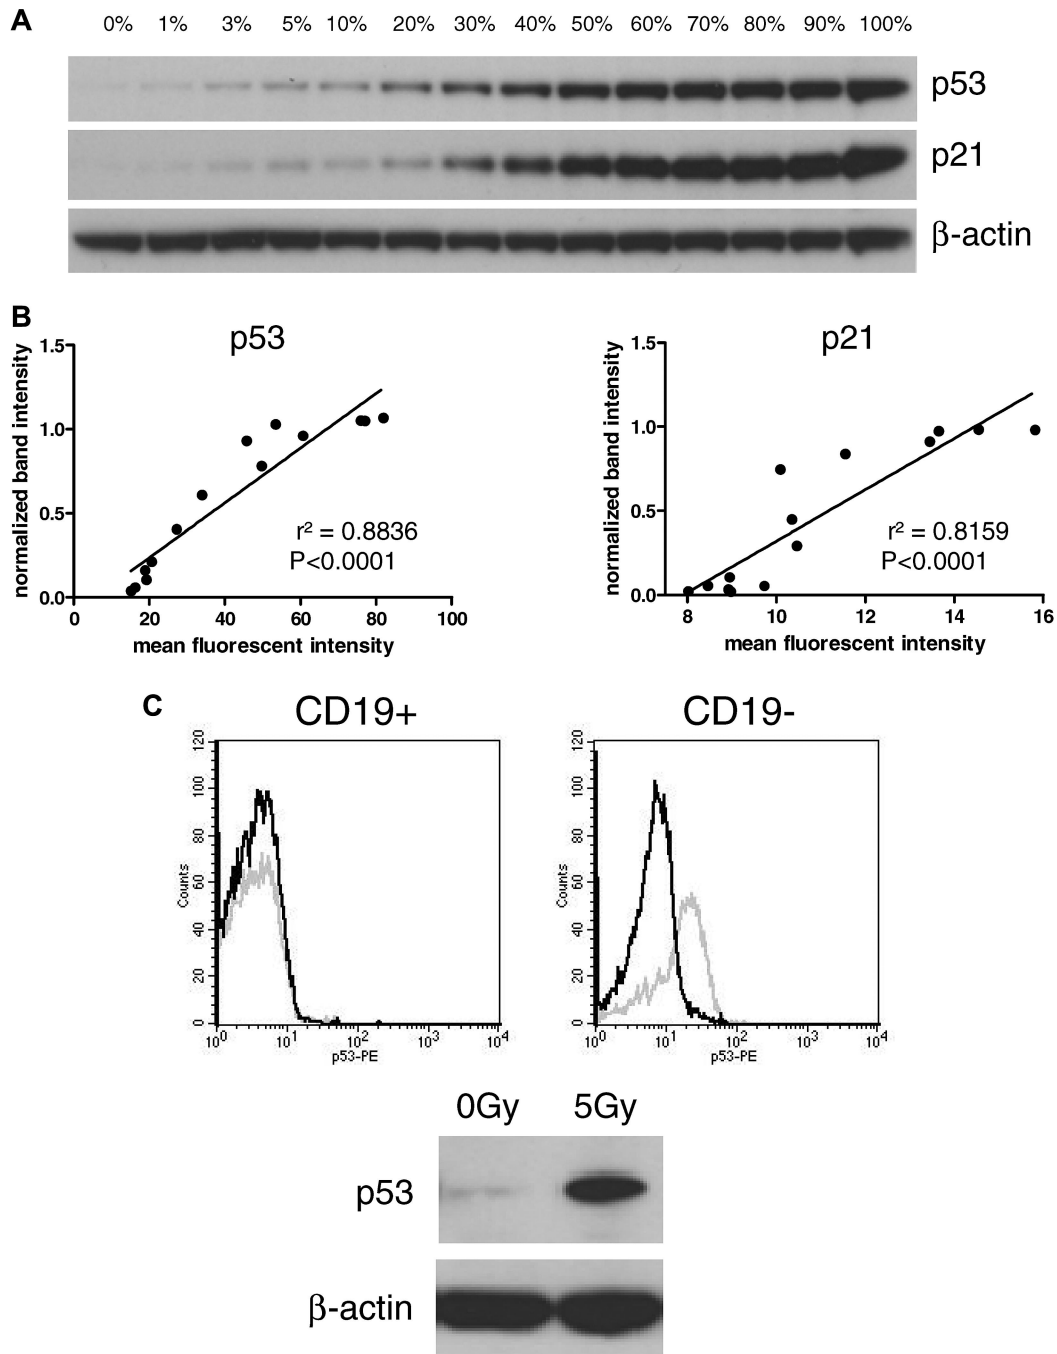 A
0% 1% 3% 5% 10% 20% 30% 40% 50% 60% 70% 80% 90% 100%
p53
p21
β-actin
B
p53
normalized band intensity
1.5
1.0
0.5
0.0
0 20 40 60 80 100
mean fluorescent intensity
r² = 0.8836
P<0.0001
p21
normalized band intensity
1.5
1.0
0.5
0.0
8 10 12 14 16
mean fluorescent intensity
r² = 0.8159
P<0.0001
C
CD19+
Counts
120
100
80
60
40
20
0
10⁰ 10¹ 10² 10³ 10⁴
p53-PE
CD19-
Counts
120
100
80
60
40
20
0
10⁰ 10¹ 10² 10³ 10⁴
p53-PE
0Gy 5Gy
p53
β-actin